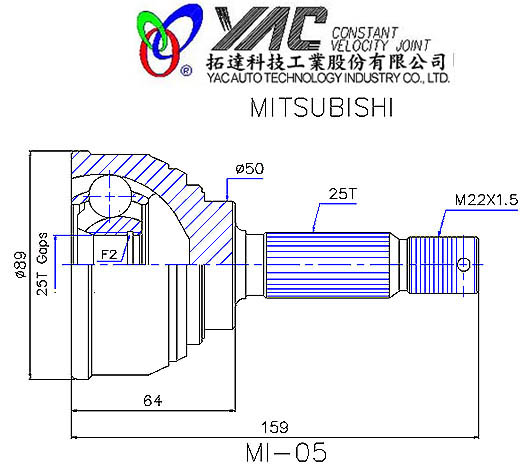 YAC CONSTANT
VELOCITY JOINT
拓達科技工業股份有限公司
® YAC AUTO TECHNOLOGY INDUSTRY CO., LTD.
MITSUBISHI
ø50
25T
M22X1.5
ø89
25T Gaps
F2
64
159
MI-05